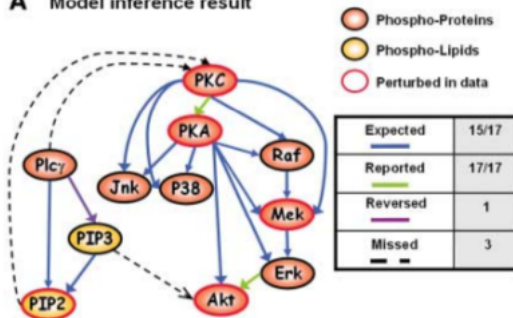 A Model inference result
Phospho-Proteins
Phospho-Lipids
Perturbed in data
PKC
PKA
Raf
Plcγ
Jnk
P38
Mek
PIP3
Erk
PIP2
Akt
Expected 15/17
Reported 17/17
Reversed 1
Missed 3